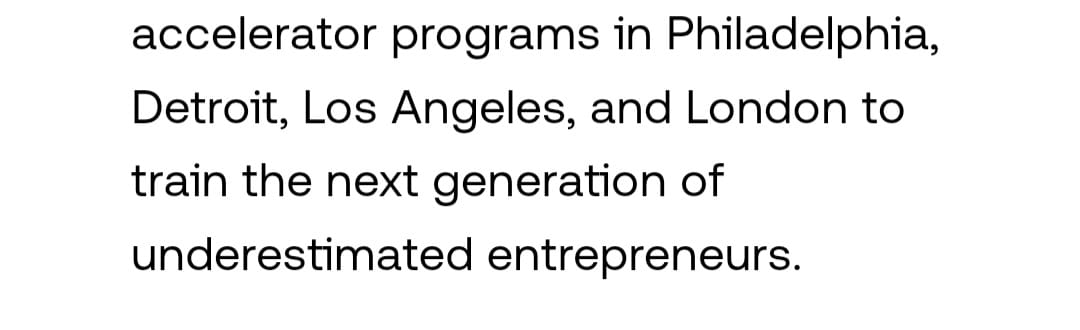 accelerator programs in Philadelphia,
Detroit, Los Angeles, and London to
train the next generation of
underestimated entrepreneurs.